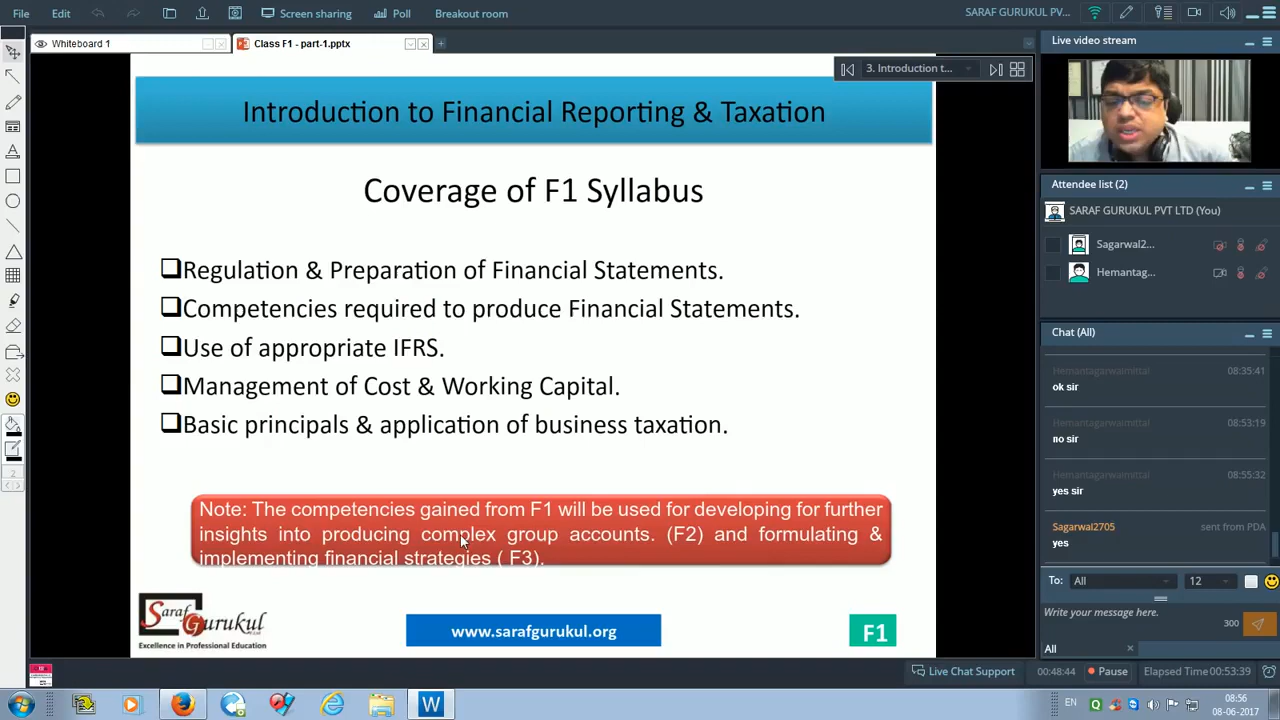 File Edit Screen sharing Poll Breakout room SARAF GURUKUL PV...
Whiteboard 1 Class F1 - part-1.pptx
Live video stream
3. Introduction t...
Introduction to Financial Reporting & Taxation
Coverage of F1 Syllabus
Regulation & Preparation of Financial Statements.
Competencies required to produce Financial Statements.
Use of appropriate IFRS.
Management of Cost & Working Capital.
Basic principals & application of business taxation.
Note: The competencies gained from F1 will be used for developing for further
insights into producing complex group accounts. (F2) and formulating &
implementing financial strategies ( F3).
Saraf Gurukul
Excellence in Professional Education
www.sarafgurukul.org
F1
Attendee list (2)
SARAF GURUKUL PVT LTD (You)
Sagarwal2...
Hemantag...
Chat (All)
Hemantagarwalmittal 08:35:41
ok sir
Hemantagarwalmittal 08:53:19
no sir
Hemantagarwalmittal 08:55:32
yes sir
Sagarwal2705 sent from PDA
yes
To: All 12
Write your message here.
300
All
2
Live Chat Support 00:48:44 Pause Elapsed Time 00:53:39
EN 08:56
08-06-2017